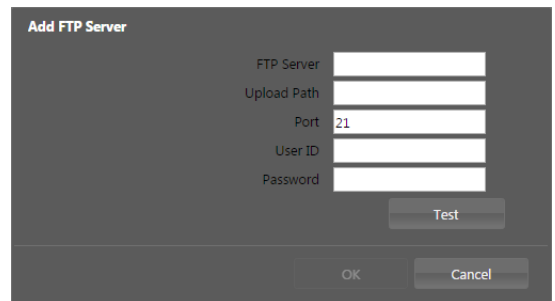 Add FTP Server
FTP Server
Upload Path
Port 21
User ID
Password
Test
OK Cancel